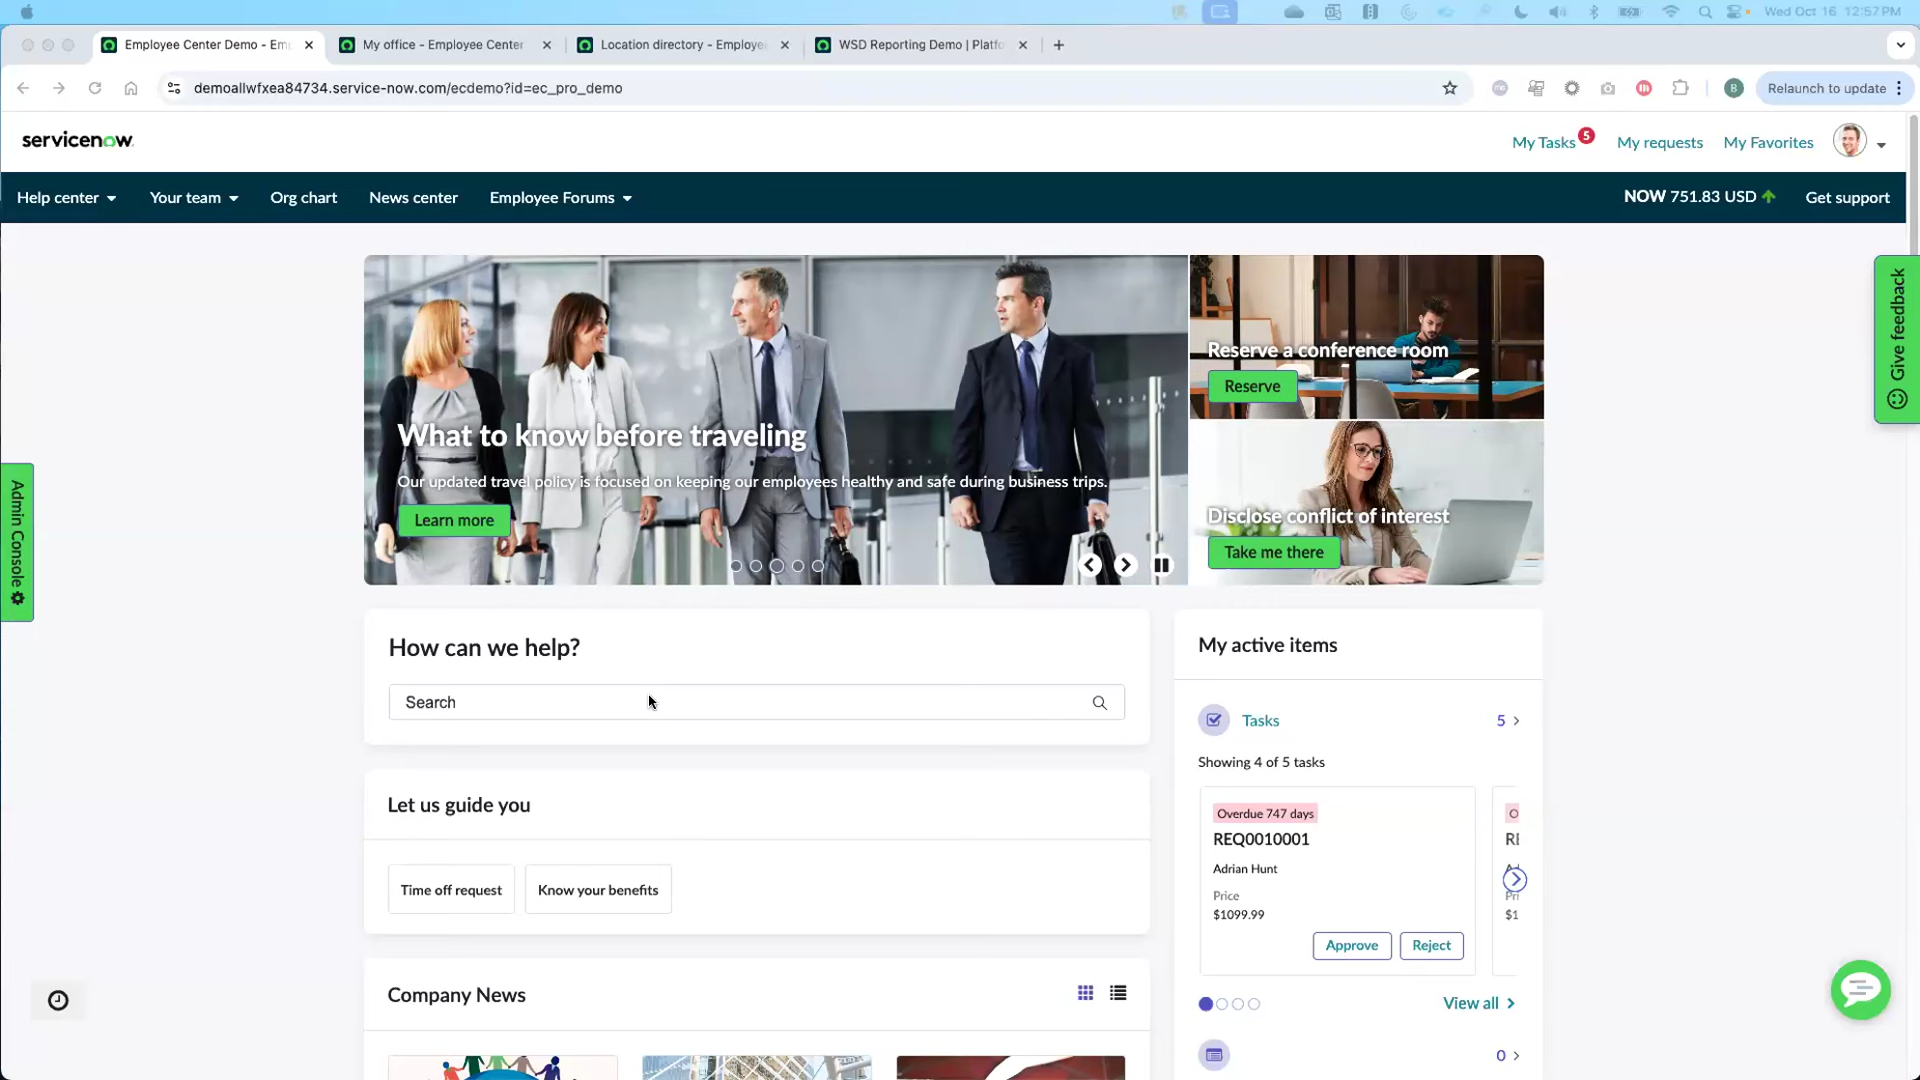 Wed Oct 16 12:57PM
Employee Center Demo - Em
My office - Employee Center
Location directory - Employe
WSD Reporting Demo | Platfo
demoallwfxea84734.service-now.com/ecdemo?id=ec_pro_demo
B
Relaunch to update
servicenow
My Tasks 5
My requests
My Favorites
Help center
Your team
Org chart
News center
Employee Forums
NOW 751.83 USD
Get support
What to know before traveling
Our updated travel policy is focused on keeping our employees healthy and safe during business trips.
Learn more
Reserve a conference room
Reserve
Disclose conflict of interest
Take me there
Give feedback
Admin Console
How can we help?
Search
Let us guide you
Time off request
Know your benefits
Company News
My active items
Tasks
5
Showing 4 of 5 tasks
Overdue 747 days
REQ0010001
Adrian Hunt
Price
$1099.99
Approve
Reject
O
RE
$1
View all
0